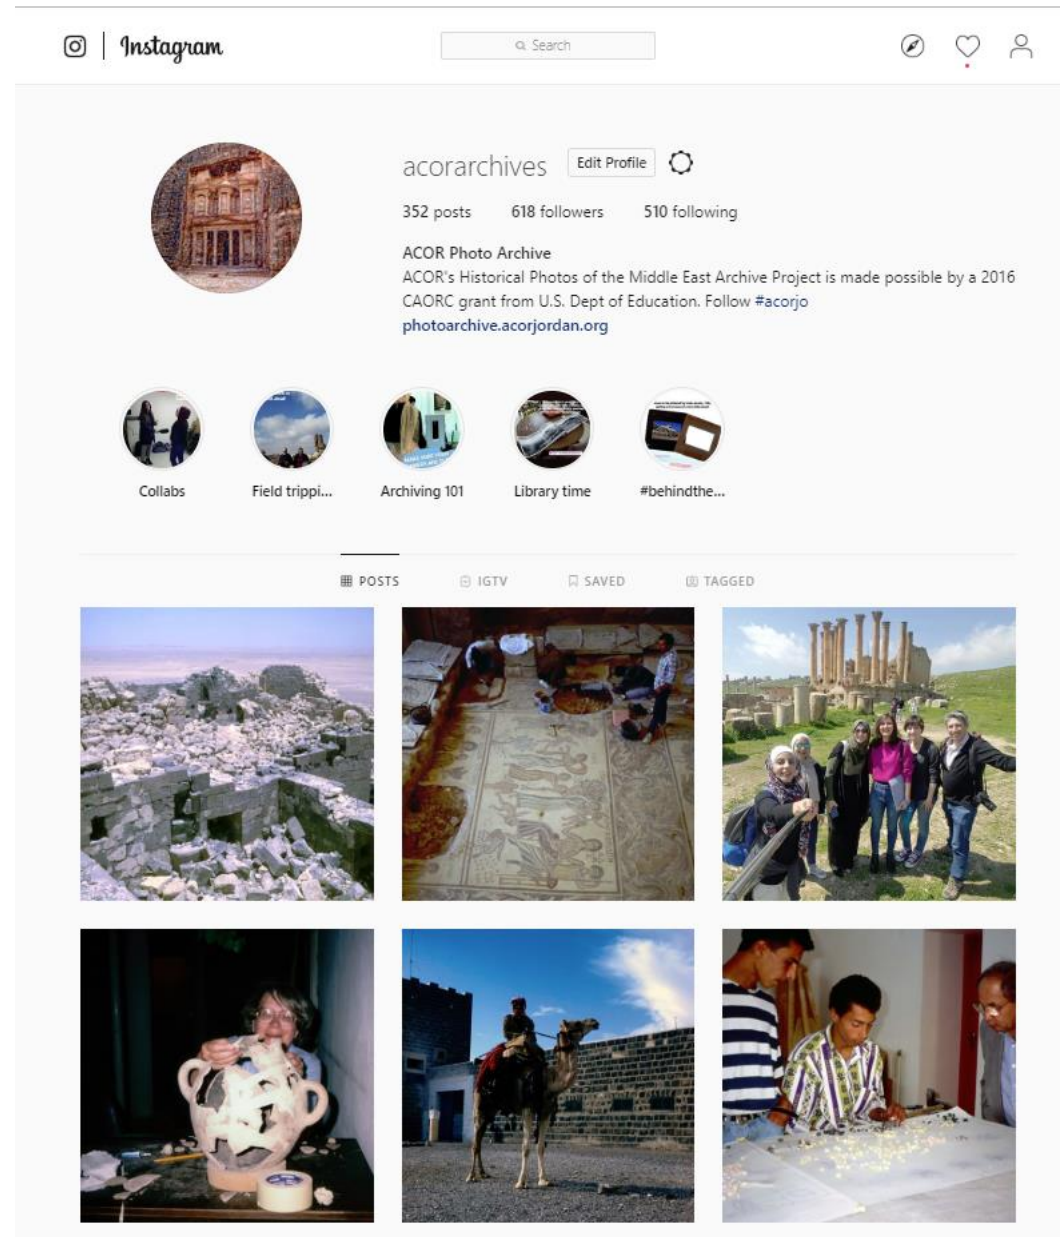 Instagram
Search
acorarchives
Edit Profile
352 posts 618 followers 510 following
ACOR Photo Archive
ACOR's Historical Photos of the Middle East Archive Project is made possible by a 2016
CAORC grant from U.S. Dept of Education. Follow #acorjo
photoarchive.acorjordan.org
Collabs
Field trippi...
Archiving 101
Library time
#behindthe...
POSTS IGTV SAVED TAGGED